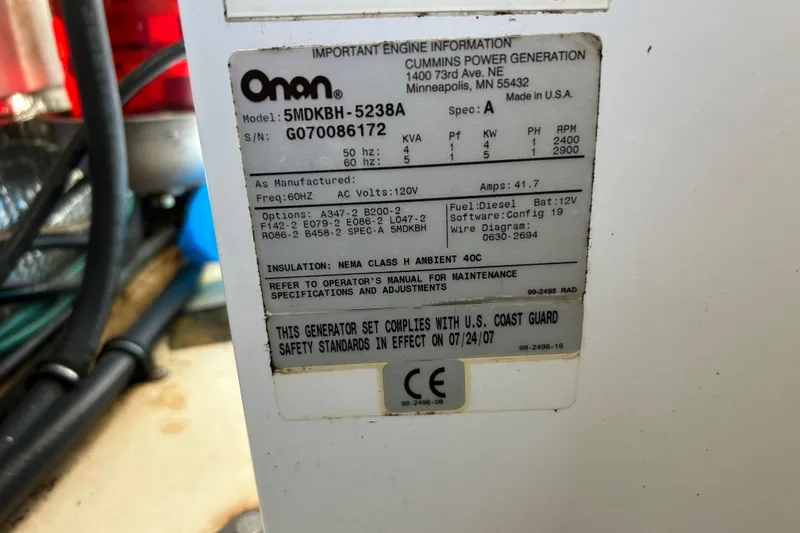 IMPORTANT ENGINE INFORMATION
Onan®
CUMMINS POWER GENERATION
1400 73rd Ave. NE
Minneapolis, MN 55432
Made in U.S.A.
Model: 5MDKBH-5238A Spec: A
S/N: G070086172
KVA Pf KW PH RPM
50 hz: 4 1 4 1 2400
60 hz: 5 1 5 1 2900
As Manufactured:
Freq: 60HZ AC Volts: 120V Amps: 41.7
Options: A347-2 B200-2
F142-2 E079-2 E086-2 L047-2
R086-2 B458-2 SPEC-A 5MDKBH
Fuel: Diesel Bat: 12V
Software: Config 19
Wire Diagram:
0630-2694
INSULATION: NEMA CLASS H AMBIENT 40C
REFER TO OPERATOR'S MANUAL FOR MAINTENANCE
SPECIFICATIONS AND ADJUSTMENTS
99-2495 RAD
THIS GENERATOR SET COMPLIES WITH U.S. COAST GUARD
SAFETY STANDARDS IN EFFECT ON 07/24/07
99-2496-16
CE
99-2496-08